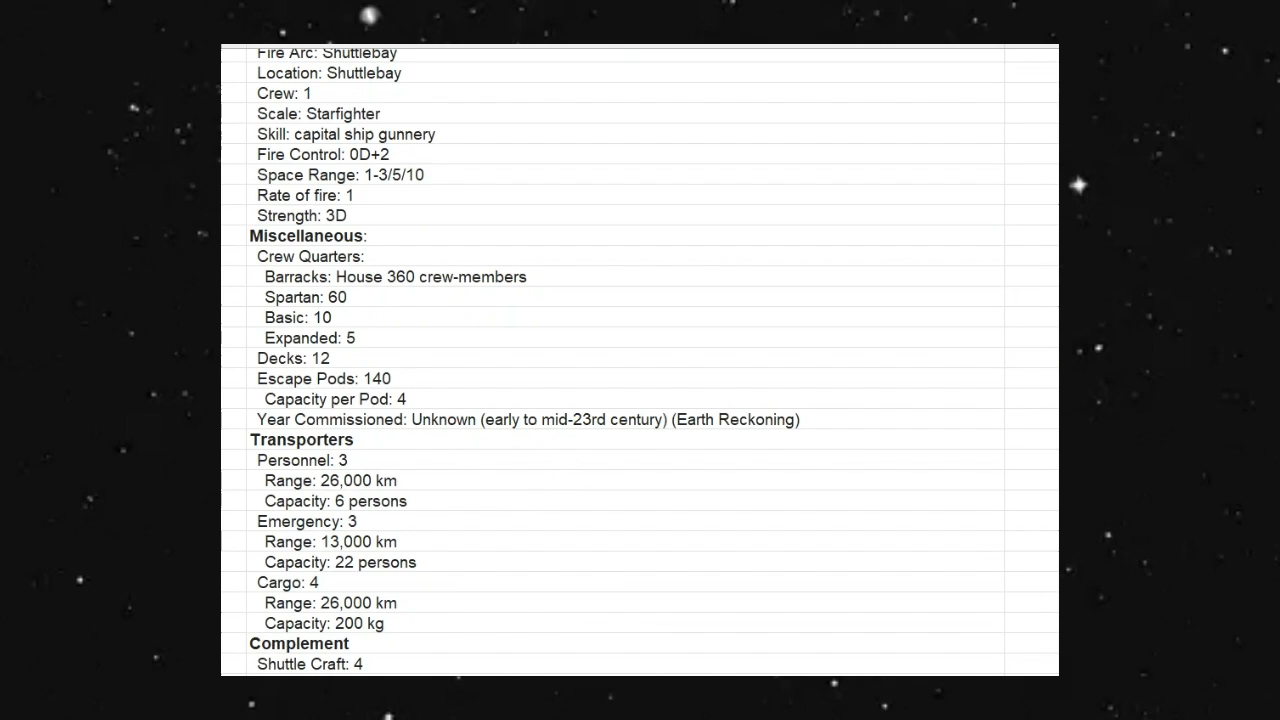 Fire Arc: Shuttlebay
Location: Shuttlebay
Crew: 1
Scale: Starfighter
Skill: capital ship gunnery
Fire Control: 0D+2
Space Range: 1-3/5/10
Rate of fire: 1
Strength: 3D
Miscellaneous:
Crew Quarters:
Barracks: House 360 crew-members
Spartan: 60
Basic: 10
Expanded: 5
Decks: 12
Escape Pods: 140
Capacity per Pod: 4
Year Commissioned: Unknown (early to mid-23rd century) (Earth Reckoning)
Transporters
Personnel: 3
Range: 26,000 km
Capacity: 6 persons
Emergency: 3
Range: 13,000 km
Capacity: 22 persons
Cargo: 4
Range: 26,000 km
Capacity: 200 kg
Complement
Shuttle Craft: 4